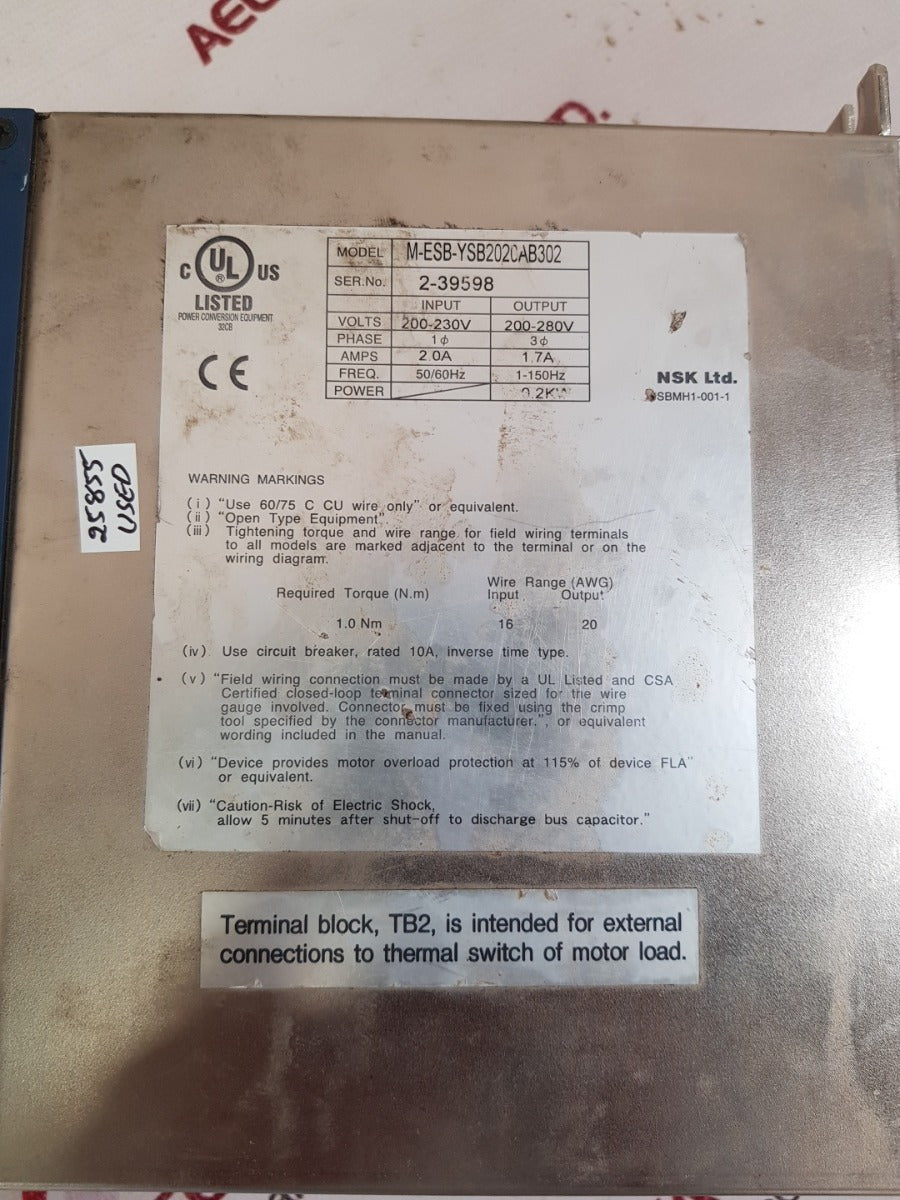 C UL US
®
LISTED
POWER CONVERSION EQUIPMENT
32CB
CE
MODEL M-ESB-YSB2020AB302
SER.No. 2-39598
INPUT OUTPUT
VOLTS 200-230V 200-280V
PHASE 1ϕ 3ϕ
AMPS 2.0A 1.7A
FREQ. 50/60Hz 1-150Hz
POWER 0.2KW
NSK Ltd.
SBMH1-001-1
25855
USED
WARNING MARKINGS
(i) "Use 60/75 C CU wire only" or equivalent.
(ii) "Open Type Equipment".
(iii) Tightening torque and wire range for field wiring terminals
to all models are marked adjacent to the terminal or on the
wiring diagram.
Wire Range (AWG)
Required Torque (N.m) Input Output
1.0 Nm 16 20
(iv) Use circuit breaker, rated 10A, inverse time type.
(v) "Field wiring connection must be made by a UL Listed and CSA
Certified closed-loop terminal connector sized for the wire
gauge involved. Connector must be fixed using the crimp
tool specified by the connector manufacturer.", or equivalent
wording included in the manual.
(vi) "Device provides motor overload protection at 115% of device FLA"
or equivalent.
(vii) "Caution-Risk of Electric Shock,
allow 5 minutes after shut-off to discharge bus capacitor."
Terminal block, TB2, is intended for external
connections to thermal switch of motor load.